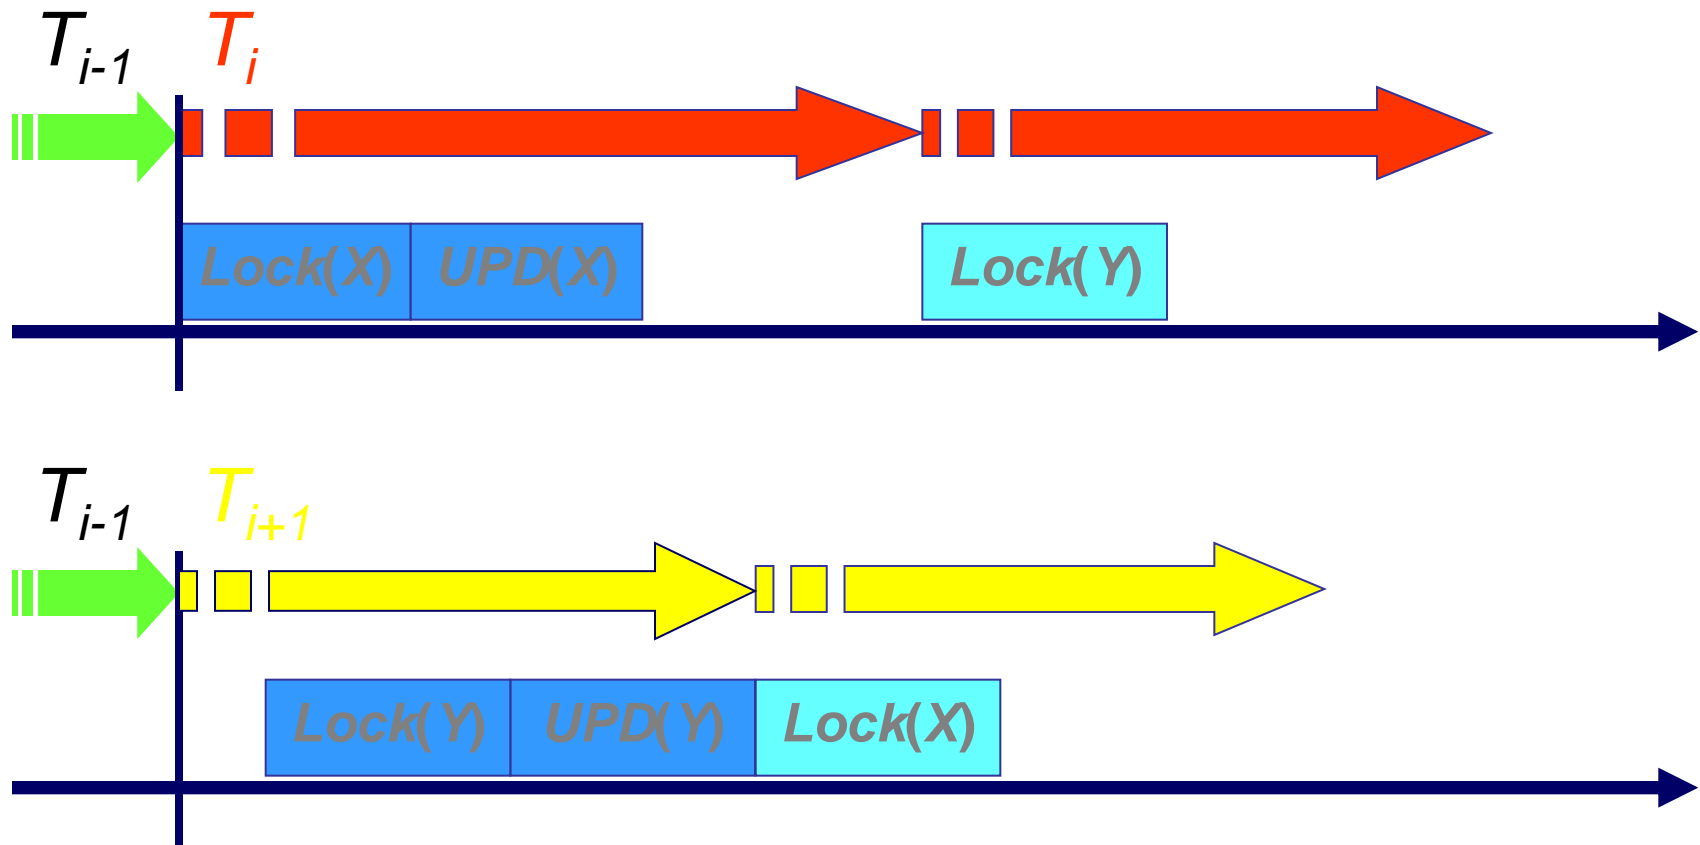 Ti-1 Ti
Lock(X) UPD(X) Lock(Y)
Ti-1 Ti+1
Lock(Y) UPD(Y) Lock(X)